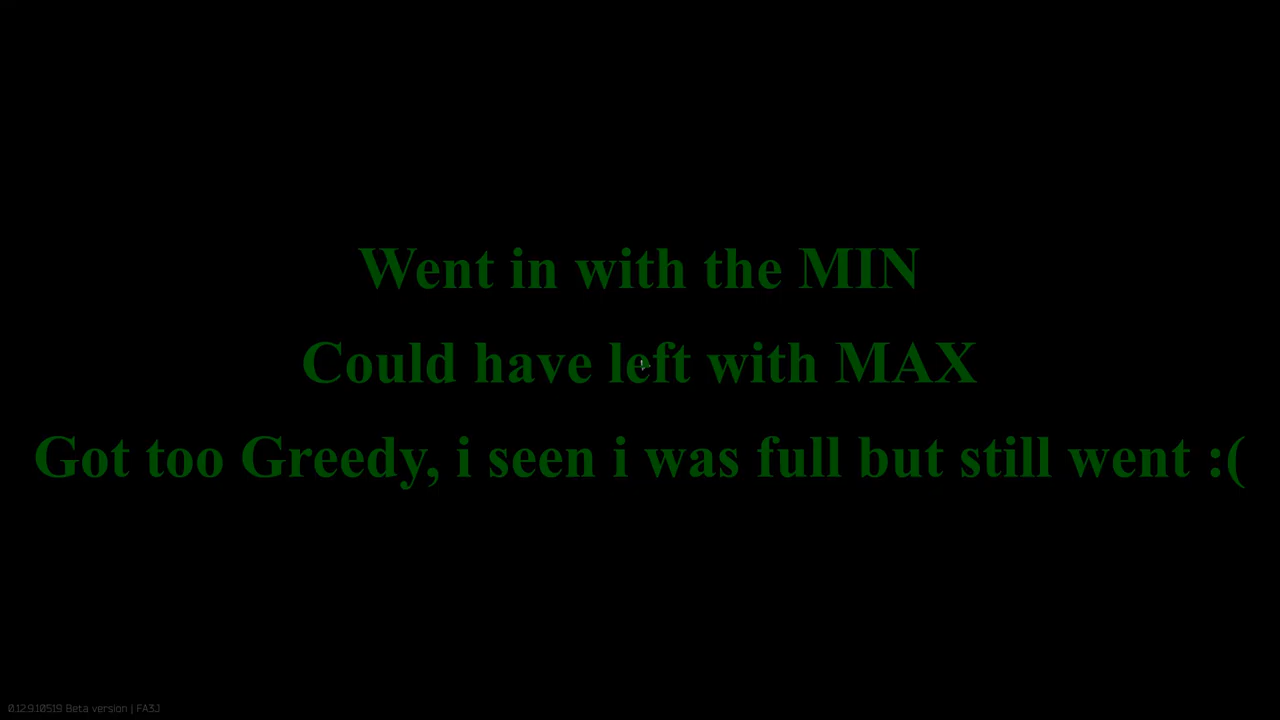 Went in with the MIN
Could have left with MAX
Got too Greedy, i seen i was full but still went :(
0.12.9.10519 Beta version | FA3J